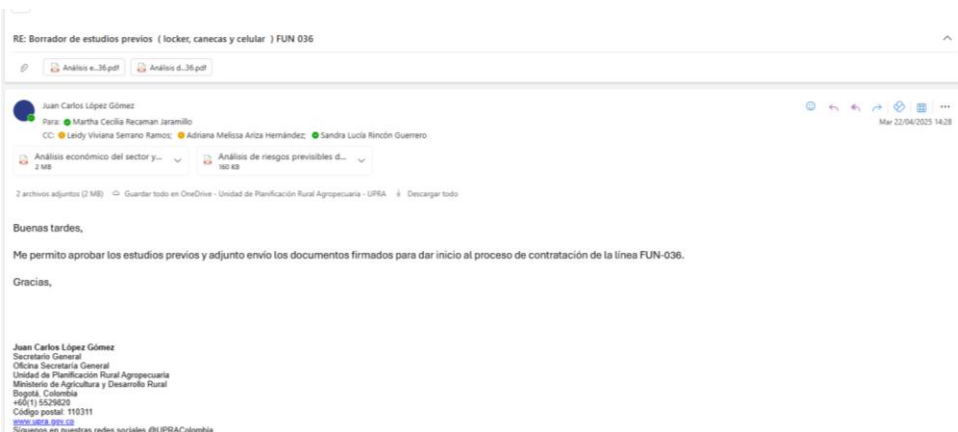 RE: Borrador de estudios previos ( locker, canecas y celular ) FUN 036
Análisis e...36.pdf
Análisis d...36.pdf
Juan Carlos López Gómez
Para: Martha Cecilia Recaman Jaramillo
Mar 22/04/2025 14:28
CC: Leidy Viviana Serrano Ramos; Adriana Melissa Ariza Hernández; Sandra Lucía Rincón Guerrero
Análisis económico del sector y...
2 MB
Análisis de riesgos previsibles d...
160 KB
2 archivos adjuntos (2 MB) Guardar todo en OneDrive - Unidad de Planificación Rural Agropecuaria - UPRA Descargar todo
Buenas tardes,
Me permito aprobar los estudios previos y adjunto envío los documentos firmados para dar inicio al proceso de contratación de la línea FUN-036.
Gracias,
Juan Carlos López Gómez
Secretario General
Oficina Secretaria General
Unidad de Planificación Rural Agropecuaria
Ministerio de Agricultura y Desarrollo Rural
Bogotá, Colombia
+60(1) 5529820
Código postal: 110311
www.upra.gov.co
Síguenos en nuestras redes sociales @UPRAColombia